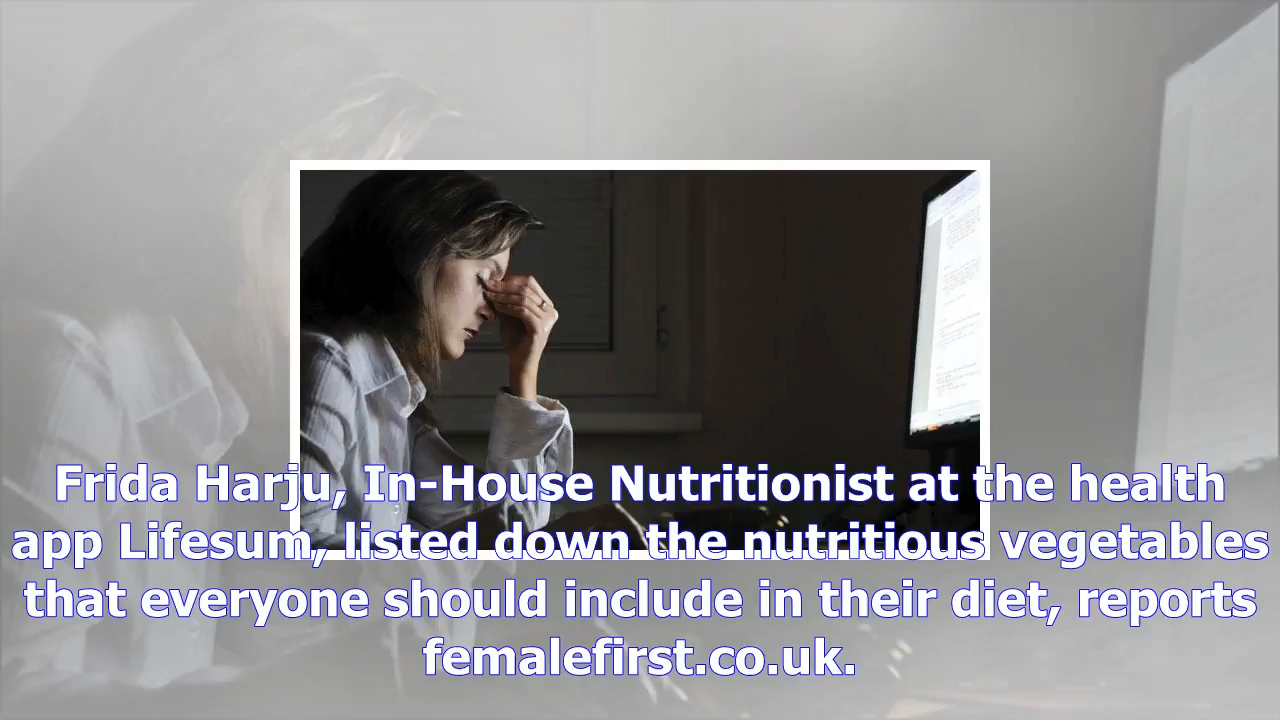 Frida Harju, In-House Nutritionist at the health
app Lifesum, listed down the nutritious vegetables
that everyone should include in their diet, reports
femalefirst.co.uk.